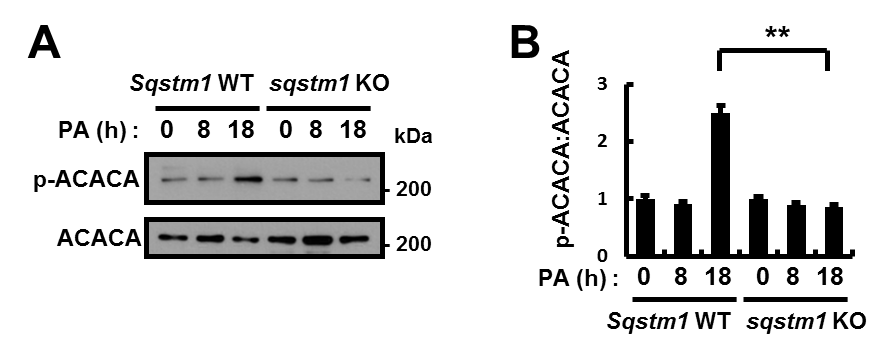 A
Sqstm1 WT sqstm1 KO
PA (h) : 0 8 18 0 8 18 kDa
p-ACACA 200
ACACA 200
B
**
p-ACACA:ACACA
3
2
1
0
PA (h) : 0 8 18 0 8 18
Sqstm1 WT sqstm1 KO